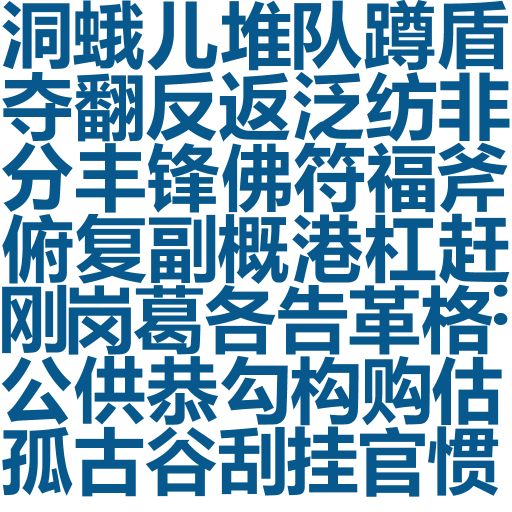 洞蛾儿堆队蹲盾
夺翻反返泛纺非
分丰锋佛符福斧
俯复副概港杠赶
刚岗葛各告革格:
公供恭勾构购估
孤古谷刮挂官惯